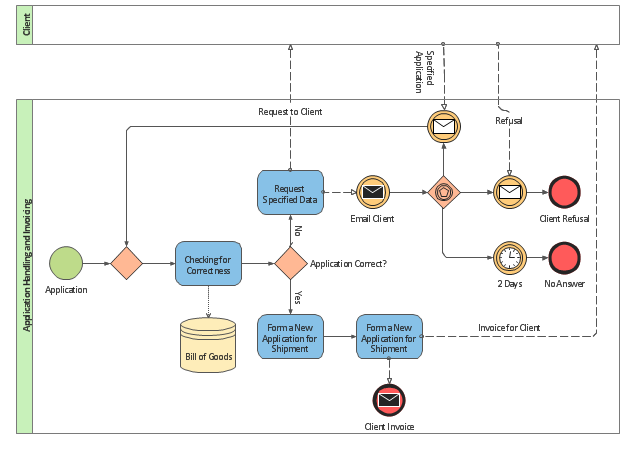 Client
Specified
Application
Request to Client
Refusal
Request
Specified Data
Email Client
Client Refusal
No
Application Handling and Invoicing
Application
Checking for
Correctness
Application Correct?
2 Days
No Answer
Yes
Bill of Goods
Form a New
Application for
Shipment
Form a New
Application for
Shipment
Invoice for Client
Client Invoice